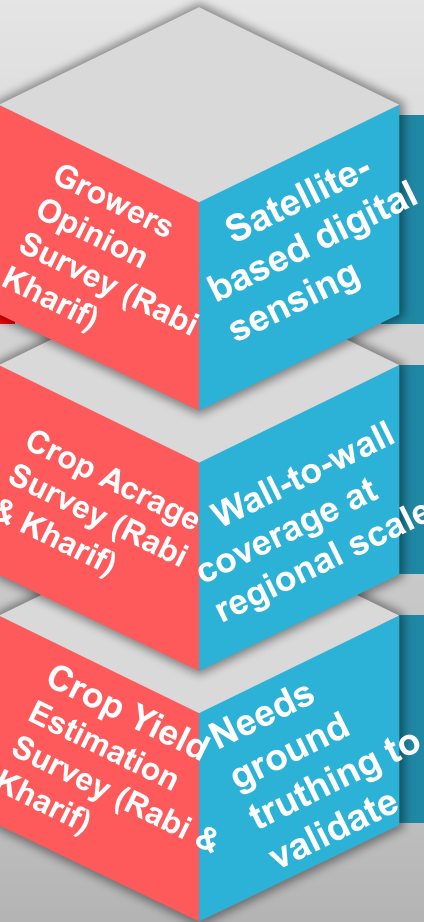 Growers
Opinion
Survey (Rabi
Kharif)
Satellite-
based digital
sensing
Crop Acrage
Survey (Rabi
& Kharif)
Wall-to-wall
coverage at
regional scale
Crop Yield
Estimation
Survey (Rabi &
Kharif)
Needs
ground
truthing to
validate